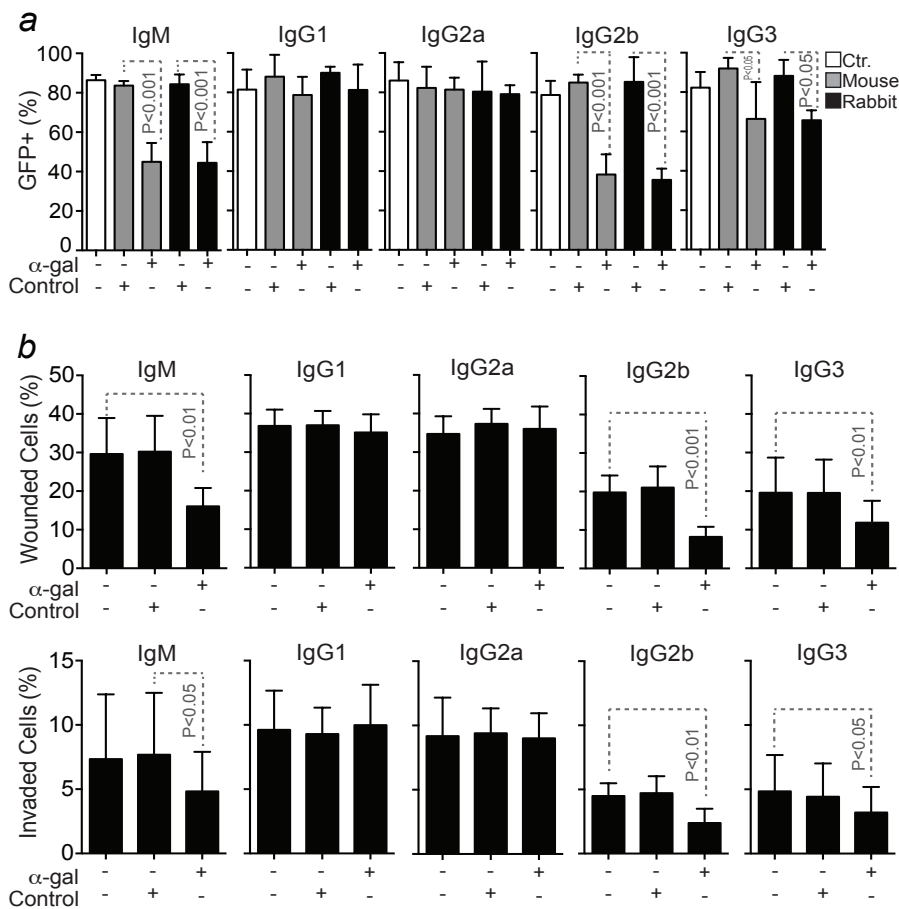 a
IgM IgG1 IgG2a IgG2b IgG3
GFP+ (%)
100
80
60
40
20
0
P<0.001 P<0.001 P<0.001 P<0.001 P<0.05 P<0.05
Ctr.
Mouse
Rabbit
α-gal - - + - + - - + - + - - + - + - - + - + - - + - +
Control - + - + - - + - + - - + - + - - + - + - - + - + -
b
IgM IgG1 IgG2a IgG2b IgG3
Wounded Cells (%)
50
40
30
20
10
0
P<0.01 P<0.001 P<0.01
α-gal - - + - - + - - + - - + - - +
Control - + - - + - - + - - + - - + -
IgM IgG1 IgG2a IgG2b IgG3
Invaded Cells (%)
15
10
5
0
P<0.05 P<0.01 P<0.05
α-gal - - + - - + - - + - - + - - +
Control - + - - + - - + - - + - - + -